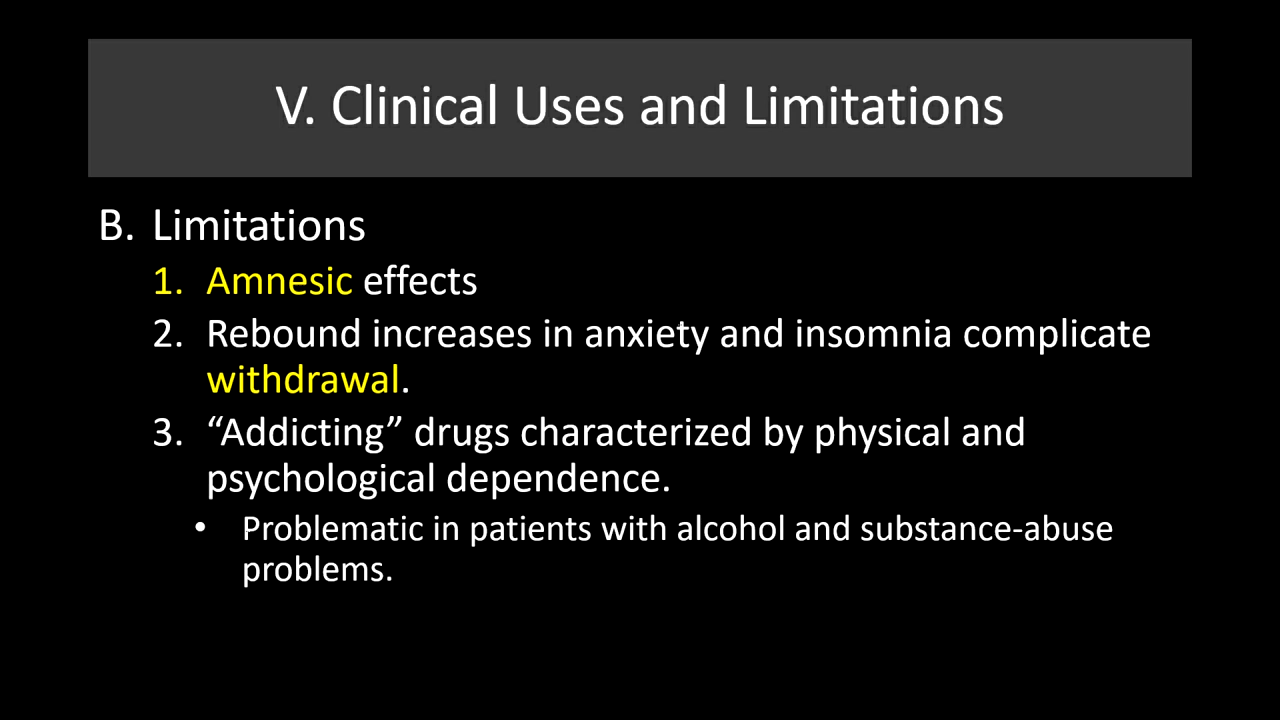 V. Clinical Uses and Limitations
B. Limitations
1. Amnesic effects
2. Rebound increases in anxiety and insomnia complicate
withdrawal.
3. “Addicting” drugs characterized by physical and
psychological dependence.
• Problematic in patients with alcohol and substance-abuse
problems.